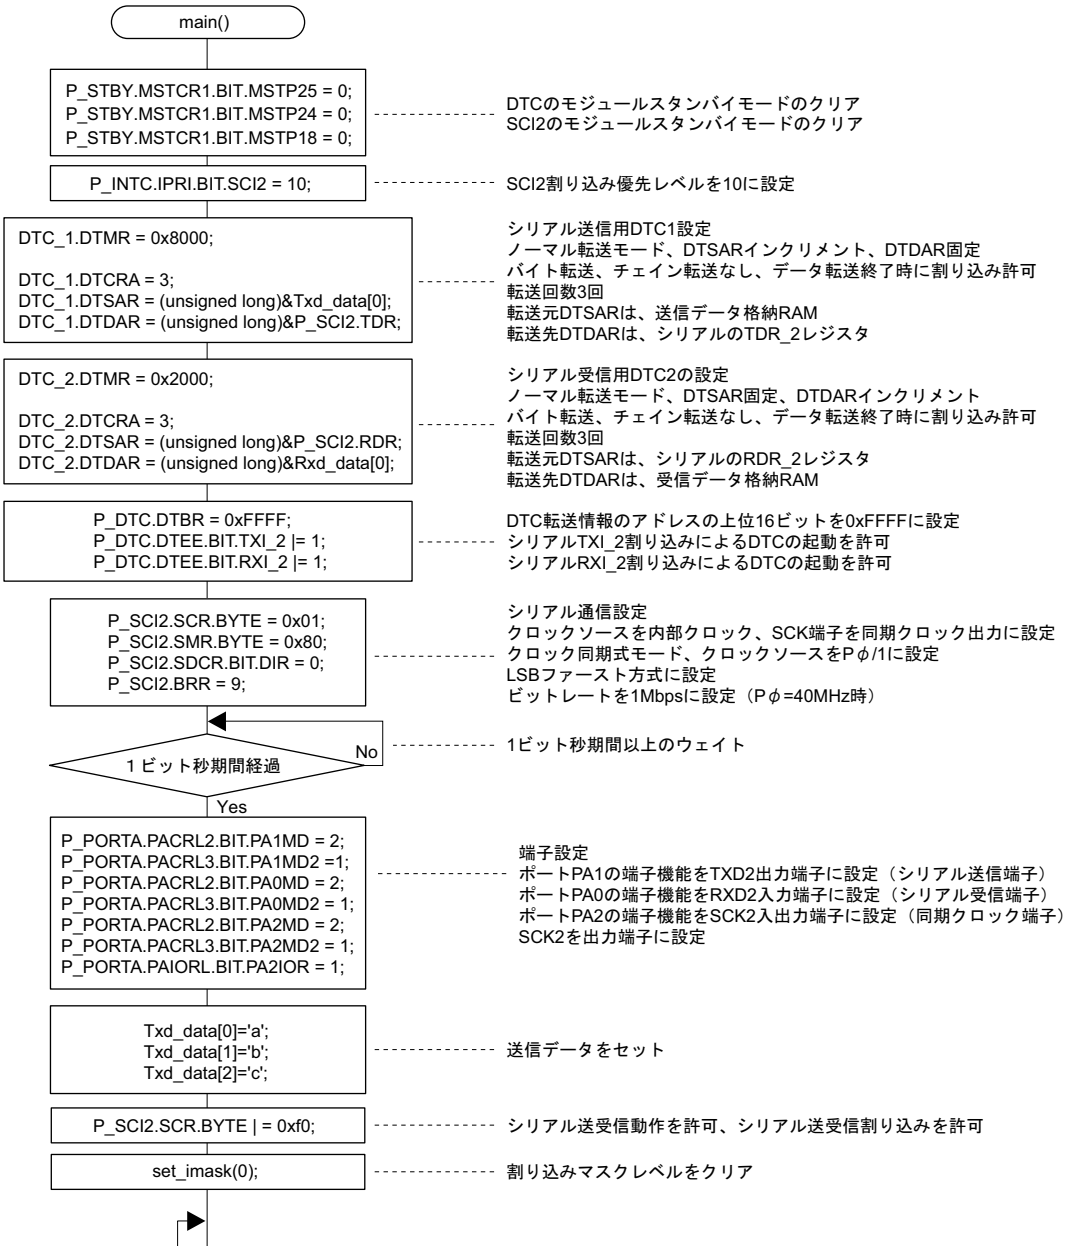 main()
P_STBY.MSTCR1.BIT.MSTP25 = 0;
P_STBY.MSTCR1.BIT.MSTP24 = 0;
P_STBY.MSTCR1.BIT.MSTP18 = 0;
DTCのモジュールスタンバイモードのクリア
SCI2のモジュールスタンバイモードのクリア
P_INTC.IPRI.BIT.SCI2 = 10;
SCI2割り込み優先レベルを10に設定
DTC_1.DTMR = 0x8000;
DTC_1.DTCRA = 3;
DTC_1.DTSAR = (unsigned long)&Txd_data[0];
DTC_1.DTDAR = (unsigned long)&P_SCI2.TDR;
シリアル送信用DTC1設定
ノーマル転送モード、DTSARインクリメント、DTDAR固定
バイト転送、チェイン転送なし、データ転送終了時に割り込み許可
転送回数3回
転送元DTSARは、送信データ格納RAM
転送先DTDARは、シリアルのTDR_2レジスタ
DTC_2.DTMR = 0x2000;
DTC_2.DTCRA = 3;
DTC_2.DTSAR = (unsigned long)&P_SCI2.RDR;
DTC_2.DTDAR = (unsigned long)&Rxd_data[0];
シリアル受信用DTC2の設定
ノーマル転送モード、DTSAR固定、DTDARインクリメント
バイト転送、チェイン転送なし、データ転送終了時に割り込み許可
転送回数3回
転送元DTSARは、シリアルのRDR_2レジスタ
転送先DTDARは、受信データ格納RAM
P_DTC.DTBR = 0xFFFF;
P_DTC.DTEE.BIT.TXI_2 |= 1;
P_DTC.DTEE.BIT.RXI_2 |= 1;
DTC転送情報のアドレスの上位16ビットを0xFFFFに設定
シリアルTXI_2割り込みによるDTCの起動を許可
シリアルRXI_2割り込みによるDTCの起動を許可
P_SCI2.SCR.BYTE = 0x01;
P_SCI2.SMR.BYTE = 0x80;
P_SCI2.SDCR.BIT.DIR = 0;
P_SCI2.BRR = 9;
シリアル通信設定
クロックソースを内部クロック、SCK端子を同期クロック出力に設定
クロック同期式モード、クロックソースをPφ/1に設定
LSBファースト方式に設定
ビットレートを1Mbpsに設定（Pφ=40MHz時）
1ビット秒期間経過
No
1ビット秒期間以上のウェイト
Yes
P_PORTA.PACRL2.BIT.PA1MD = 2;
P_PORTA.PACRL3.BIT.PA1MD2 =1;
P_PORTA.PACRL2.BIT.PA0MD = 2;
P_PORTA.PACRL3.BIT.PA0MD2 = 1;
P_PORTA.PACRL2.BIT.PA2MD = 2;
P_PORTA.PACRL3.BIT.PA2MD2 = 1;
P_PORTA.PAIORL.BIT.PA2IOR = 1;
端子設定
ポートPA1の端子機能をTXD2出力端子に設定（シリアル送信端子）
ポートPA0の端子機能をRXD2入力端子に設定（シリアル受信端子）
ポートPA2の端子機能をSCK2入出力端子に設定（同期クロック端子）
SCK2を出力端子に設定
Txd_data[0]='a';
Txd_data[1]='b';
Txd_data[2]='c';
送信データをセット
P_SCI2.SCR.BYTE | = 0xf0;
シリアル送受信動作を許可、シリアル送受信割り込みを許可
set_imask(0);
割り込みマスクレベルをクリア